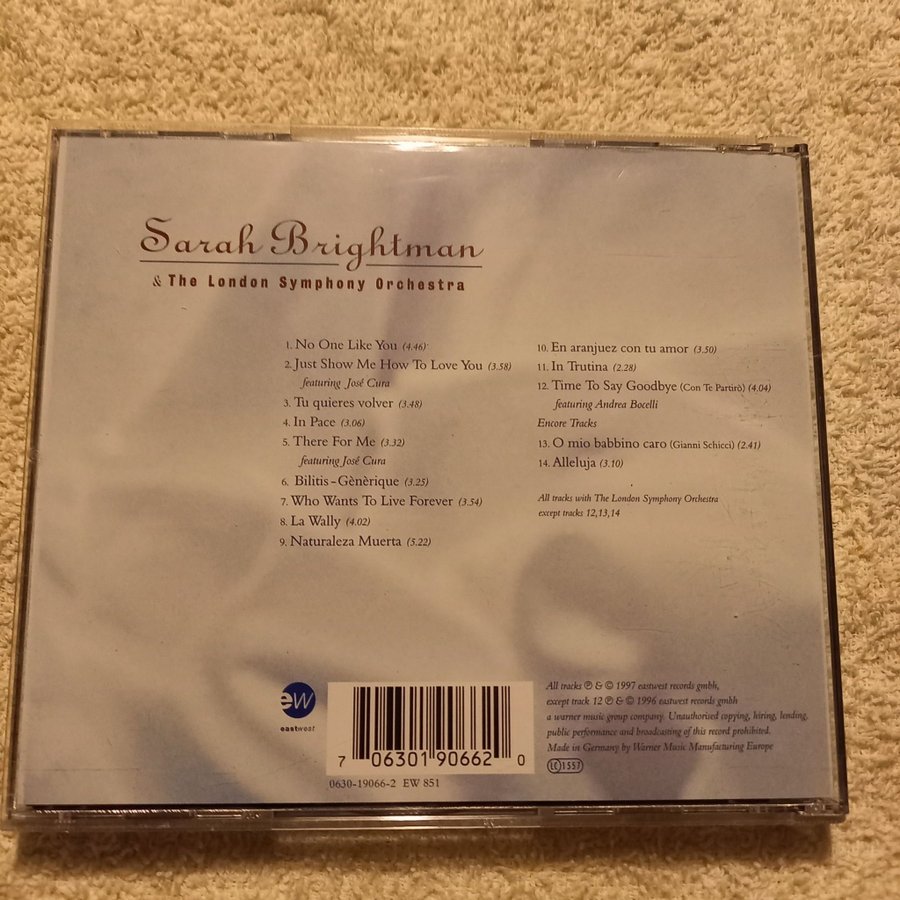 Sarah Brightman
& The London Symphony Orchestra
1. No One Like You (4.46)
2. Just Show Me How To Love You (3.58)
featuring José Cura
3. Tu quieres volver (3.48)
4. In Pace (3.06)
5. There For Me (3.32)
featuring José Cura
6. Bilitis-Gènèrique (3.25)
7. Who Wants To Live Forever (3.54)
8. La Wally (4.02)
9. Naturaleza Muerta (5.22)
10. En aranjuez con tu amor (3.50)
11. In Trutina (2.28)
12. Time To Say Goodbye (Con Te Partirò) (4.04)
featuring Andrea Bocelli
Encore Tracks
13. O mio babbino caro (Gianni Schicci) (2.41)
14. Alleluja (3.10)
All tracks with The London Symphony Orchestra
except tracks 12,13,14
ew
eastwest
7 06301 90662 0
0630-19066-2 EW 851
All tracks ℗ & © 1997 eastwest records gmbh,
except track 12 ℗ & © 1996 eastwest records gmbh
a warner music group company. Unauthorised copying, hiring, lending,
public performance and broadcasting of this record prohibited.
Made in Germany by Warner Music Manufacturing Europe
LC 1557